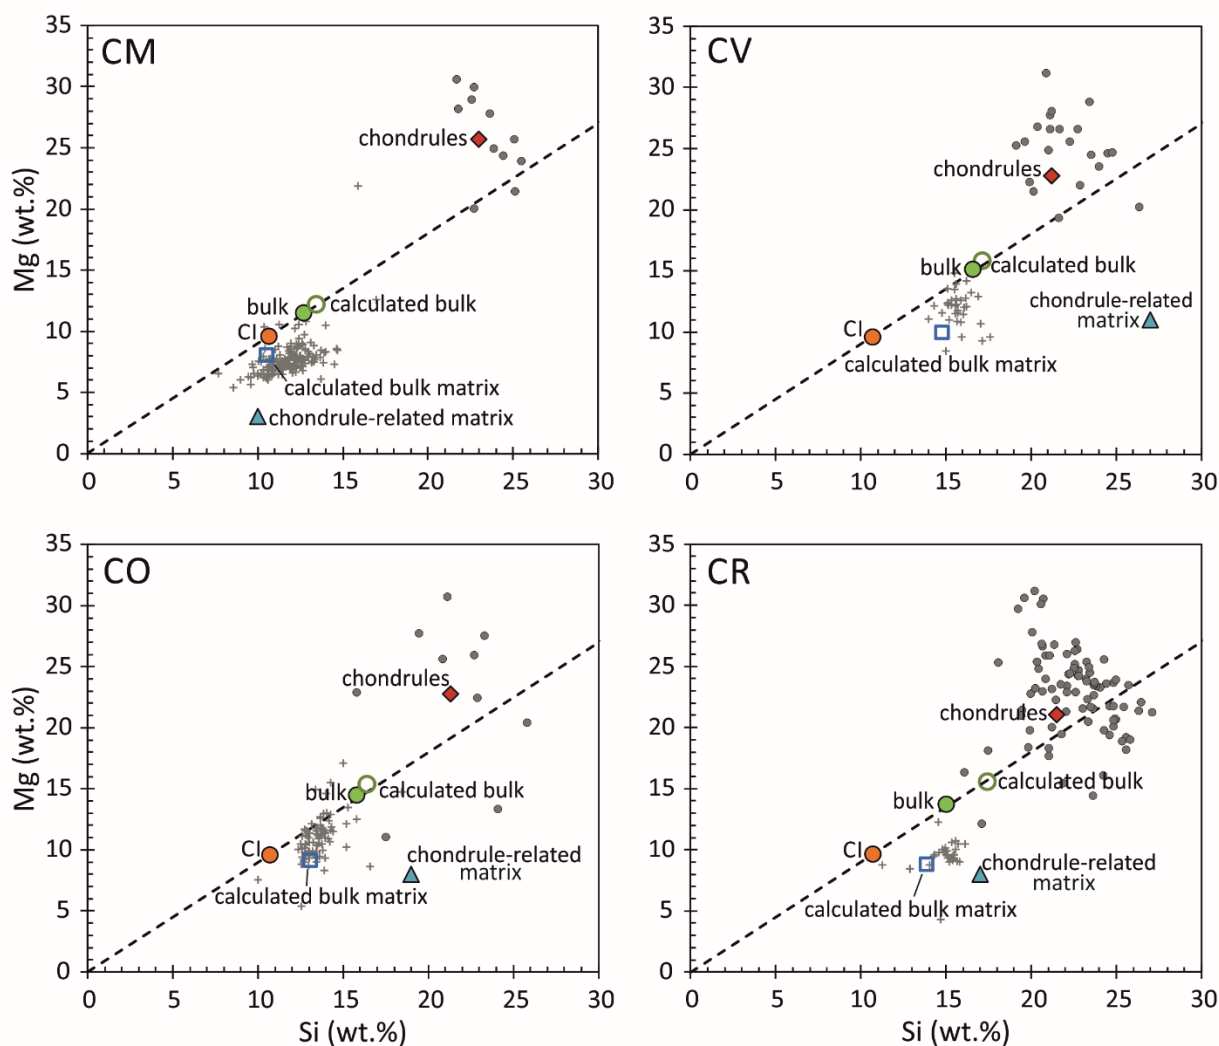 CM
35
30
25
20
15
10
5
0
Mg (wt.%)
chondrules
bulk
calculated bulk
CI
calculated bulk matrix
chondrule-related matrix
0 5 10 15 20 25 30
CV
35
30
25
20
15
10
5
0
chondrules
bulk
calculated bulk
chondrule-related
matrix
CI
calculated bulk matrix
0 5 10 15 20 25 30
CO
35
30
25
20
15
10
5
0
Mg (wt.%)
chondrules
bulk
calculated bulk
CI
chondrule-related
matrix
calculated bulk matrix
0 5 10 15 20 25 30
Si (wt.%)
CR
35
30
25
20
15
10
5
0
chondrules
calculated bulk
bulk
CI
chondrule-related
matrix
calculated bulk matrix
0 5 10 15 20 25 30
Si (wt.%)